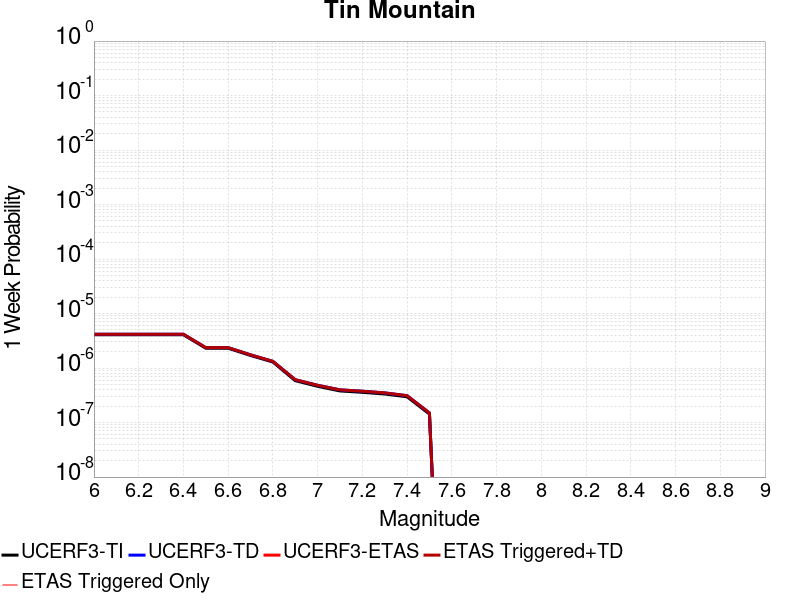 Tin Mountain
10^0
10^-1
10^-2
10^-3
10^-4
10^-5
10^-6
10^-7
10^-8
1 Week Probability
6 6.2 6.4 6.6 6.8 7 7.2 7.4 7.6 7.8 8 8.2 8.4 8.6 8.8 9
Magnitude
UCERF3-TI UCERF3-TD UCERF3-ETAS ETAS Triggered+TD
ETAS Triggered Only